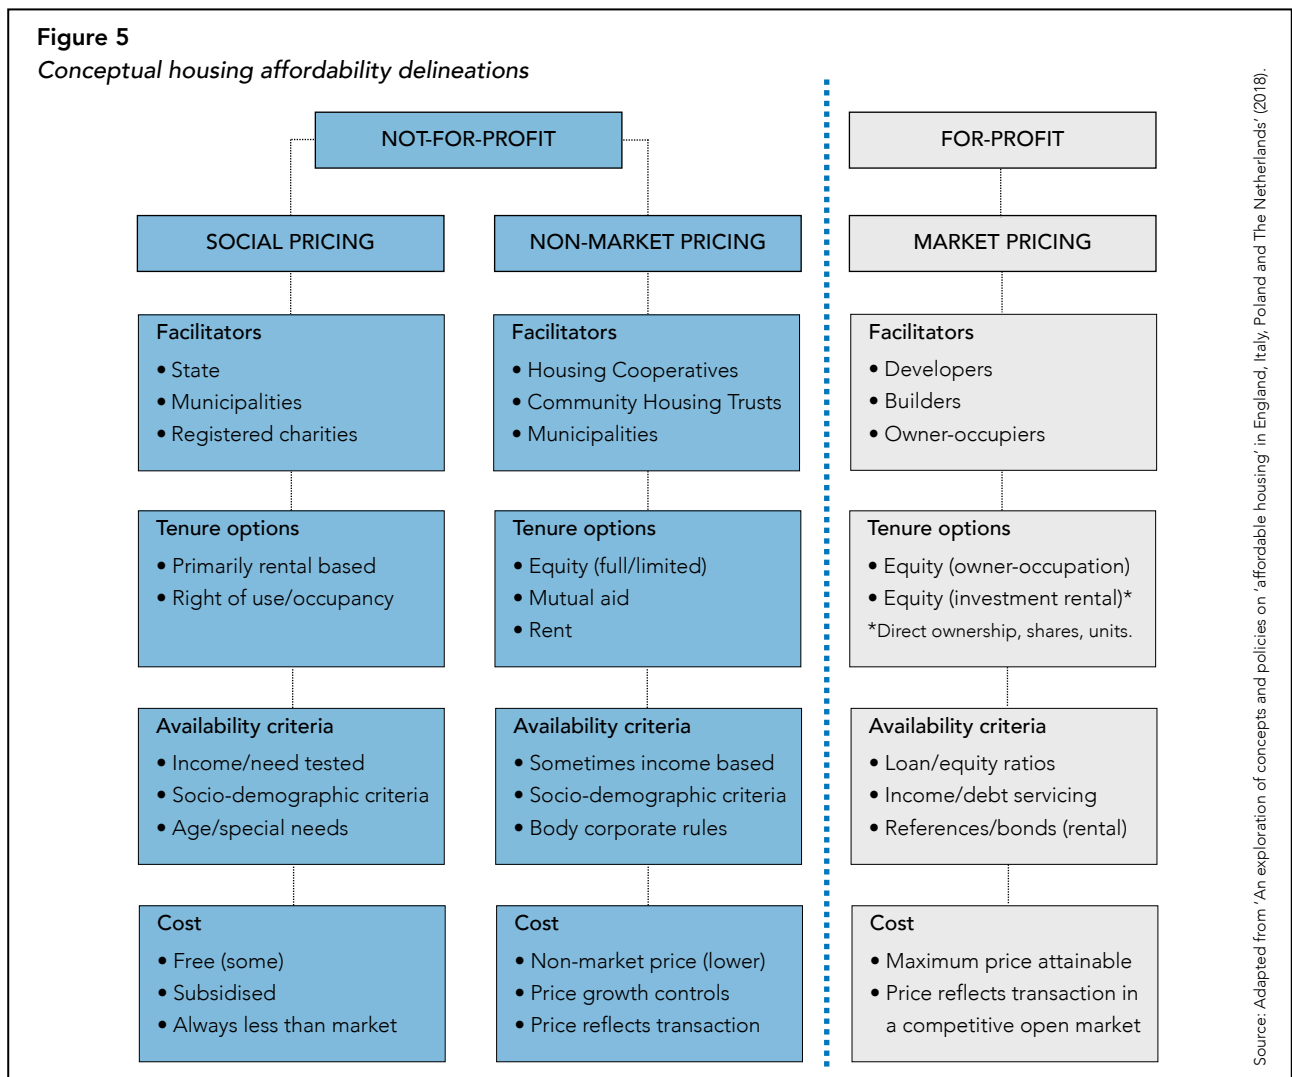 Figure 5
Conceptual housing affordability delineations
NOT-FOR-PROFIT
FOR-PROFIT
SOCIAL PRICING
NON-MARKET PRICING
MARKET PRICING
Facilitators
• State
• Municipalities
• Registered charities
Facilitators
• Housing Cooperatives
• Community Housing Trusts
• Municipalities
Facilitators
• Developers
• Builders
• Owner-occupiers
Tenure options
• Primarily rental based
• Right of use/occupancy
Tenure options
• Equity (full/limited)
• Mutual aid
• Rent
Tenure options
• Equity (owner-occupation)
• Equity (investment rental)*
*Direct ownership, shares, units.
Availability criteria
• Income/need tested
• Socio-demographic criteria
• Age/special needs
Availability criteria
• Sometimes income based
• Socio-demographic criteria
• Body corporate rules
Availability criteria
• Loan/equity ratios
• Income/debt servicing
• References/bonds (rental)
Cost
• Free (some)
• Subsidised
• Always less than market
Cost
• Non-market price (lower)
• Price growth controls
• Price reflects transaction
Cost
• Maximum price attainable
• Price reflects transaction in
a competitive open market
Source: Adapted from ‘An exploration of concepts and policies on ‘affordable housing’ in England, Italy, Poland and The Netherlands’ (2018).